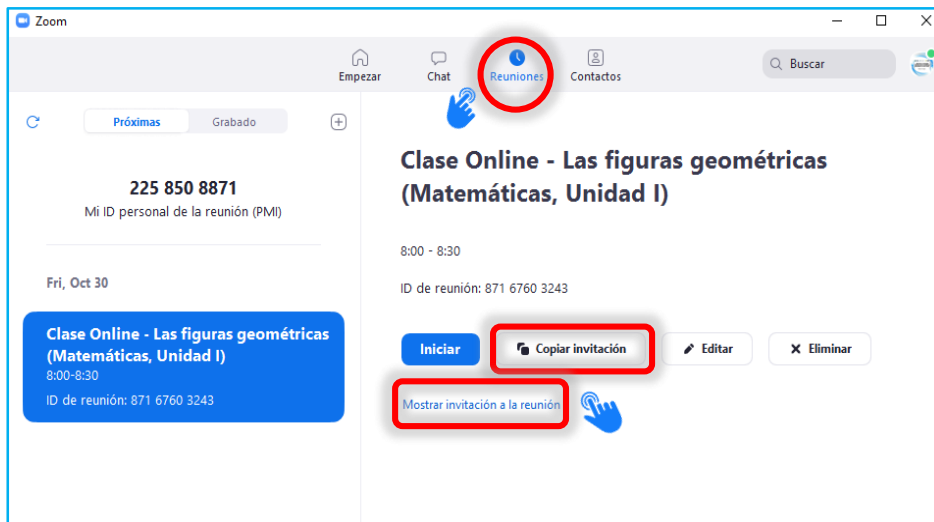 Zoom
Empezar
Chat
Reuniones
Contactos
Buscar
Próximas
Grabado
225 850 8871
Mi ID personal de la reunión (PMI)
Fri, Oct 30
Clase Online - Las figuras geométricas
(Matemáticas, Unidad I)
8:00-8:30
ID de reunión: 871 6760 3243
Clase Online - Las figuras geométricas
(Matemáticas, Unidad I)
8:00 - 8:30
ID de reunión: 871 6760 3243
Iniciar
Copiar invitación
Editar
Eliminar
Mostrar invitación a la reunión